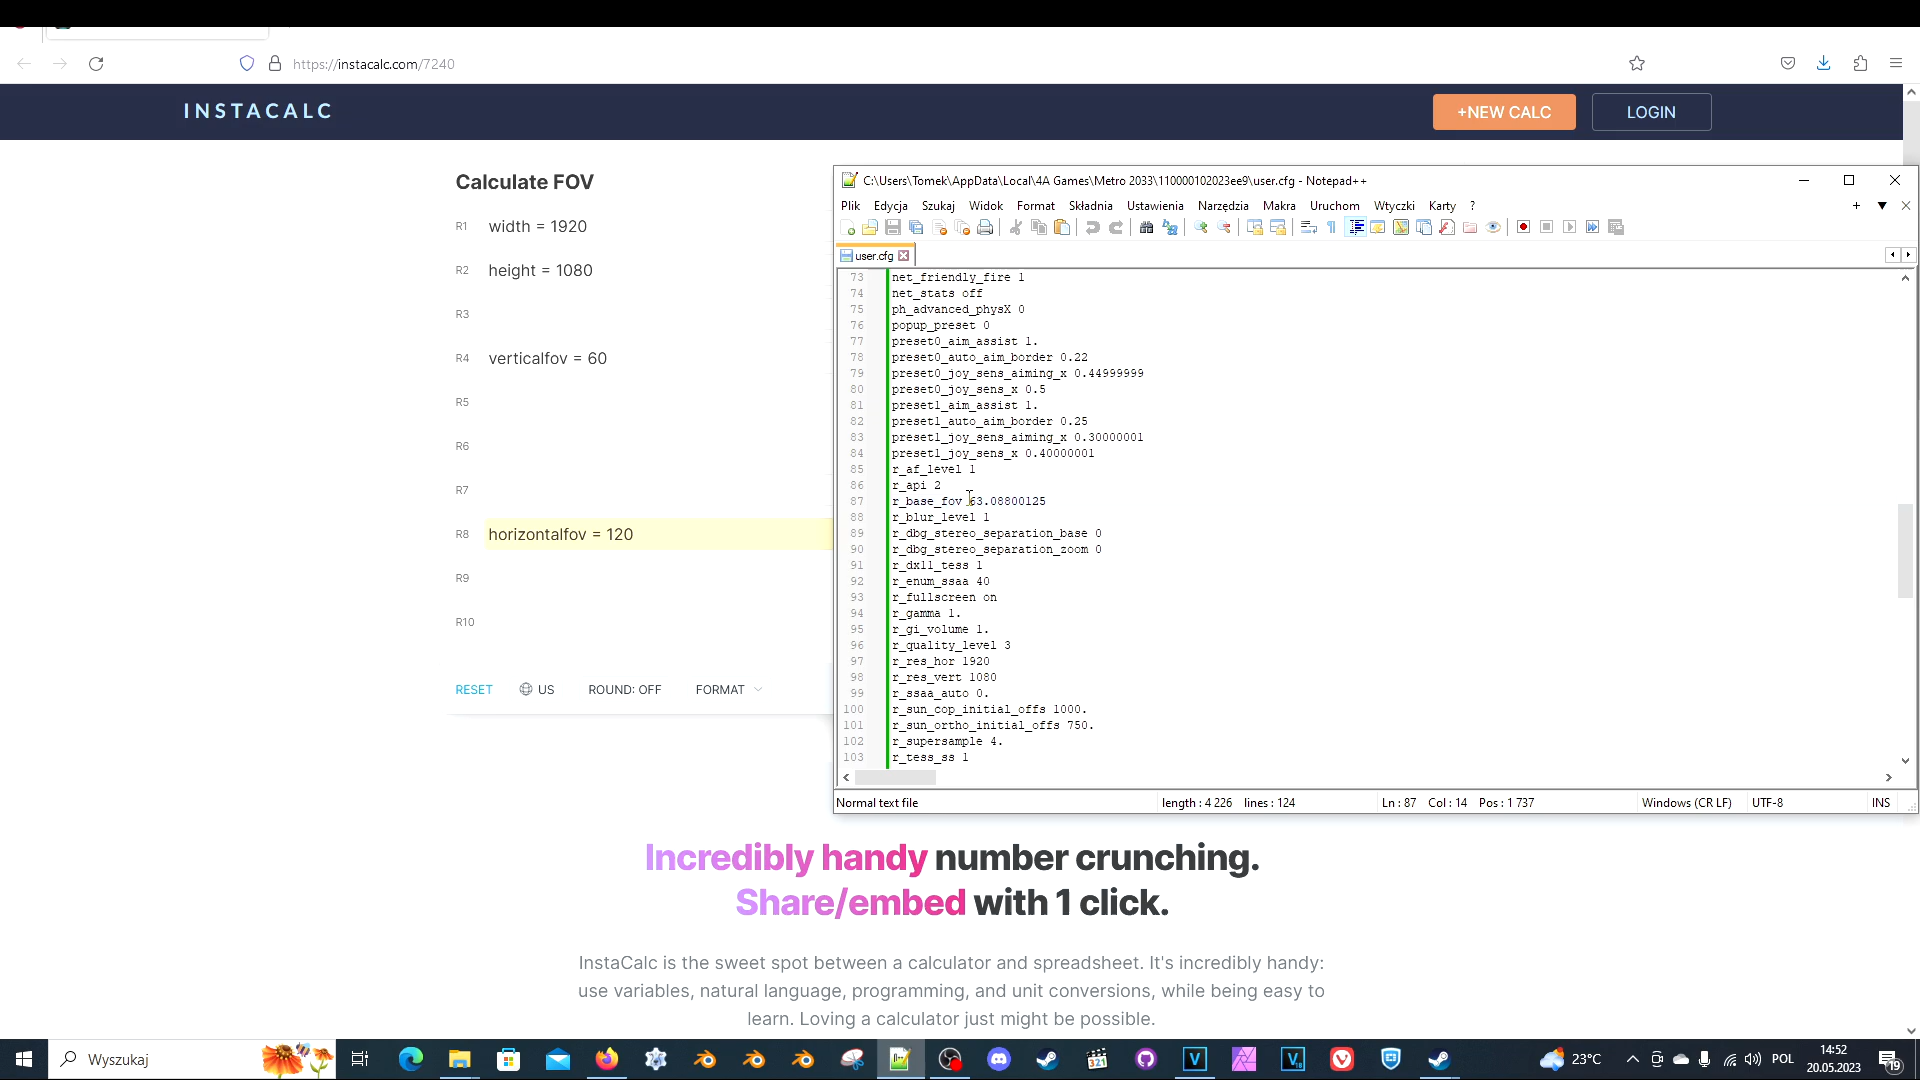 https://instacalc.com/7240
INSTACALC
+NEW CALC
LOGIN
Calculate FOV
R1 width = 1920
R2 height = 1080
R3
R4 verticalfov = 60
R5
R6
R7
R8 horizontalfov = 120
R9
R10
RESET US ROUND: OFF FORMAT
C:\Users\Tomek\AppData\Local\4A Games\Metro 2033\110000102023ee9\user.cfg - Notepad++
Plik Edycja Szukaj Widok Format Składnia Ustawienia Narzędzia Makra Uruchom Wtyczki Karty ?
user.cfg
73 net_friendly_fire 1
74 net_stats off
75 ph_advanced_physX 0
76 popup_preset 0
77 preset0_aim_assist 1.
78 preset0_auto_aim_border 0.22
79 preset0_joy_sens_aiming_x 0.44999999
80 preset0_joy_sens_x 0.5
81 preset1_aim_assist 1.
82 preset1_auto_aim_border 0.25
83 preset1_joy_sens_aiming_x 0.30000001
84 preset1_joy_sens_x 0.40000001
85 r_af_level 1
86 r_api 2
87 r_base_fov 63.08800125
88 r_blur_level 1
89 r_dbg_stereo_separation_base 0
90 r_dbg_stereo_separation_zoom 0
91 r_dx11_tess 1
92 r_enum_ssaa 40
93 r_fullscreen on
94 r_gamma 1.
95 r_gi_volume 1.
96 r_quality_level 3
97 r_res_hor 1920
98 r_res_vert 1080
99 r_ssaa_auto 0.
100 r_sun_cop_initial_offs 1000.
101 r_sun_ortho_initial_offs 750.
102 r_supersample 4.
103 r_tess_ss 1
Normal text file length : 4 226 lines : 124 Ln : 87 Col : 14 Pos : 1 737 Windows (CR LF) UTF-8 INS
Incredibly handy number crunching.
Share/embed with 1 click.
InstaCalc is the sweet spot between a calculator and spreadsheet. It's incredibly handy:
use variables, natural language, programming, and unit conversions, while being easy to
learn. Loving a calculator just might be possible.
Wyszukaj
321
V
V
18
23°C
POL
14:52
20.05.2023
19